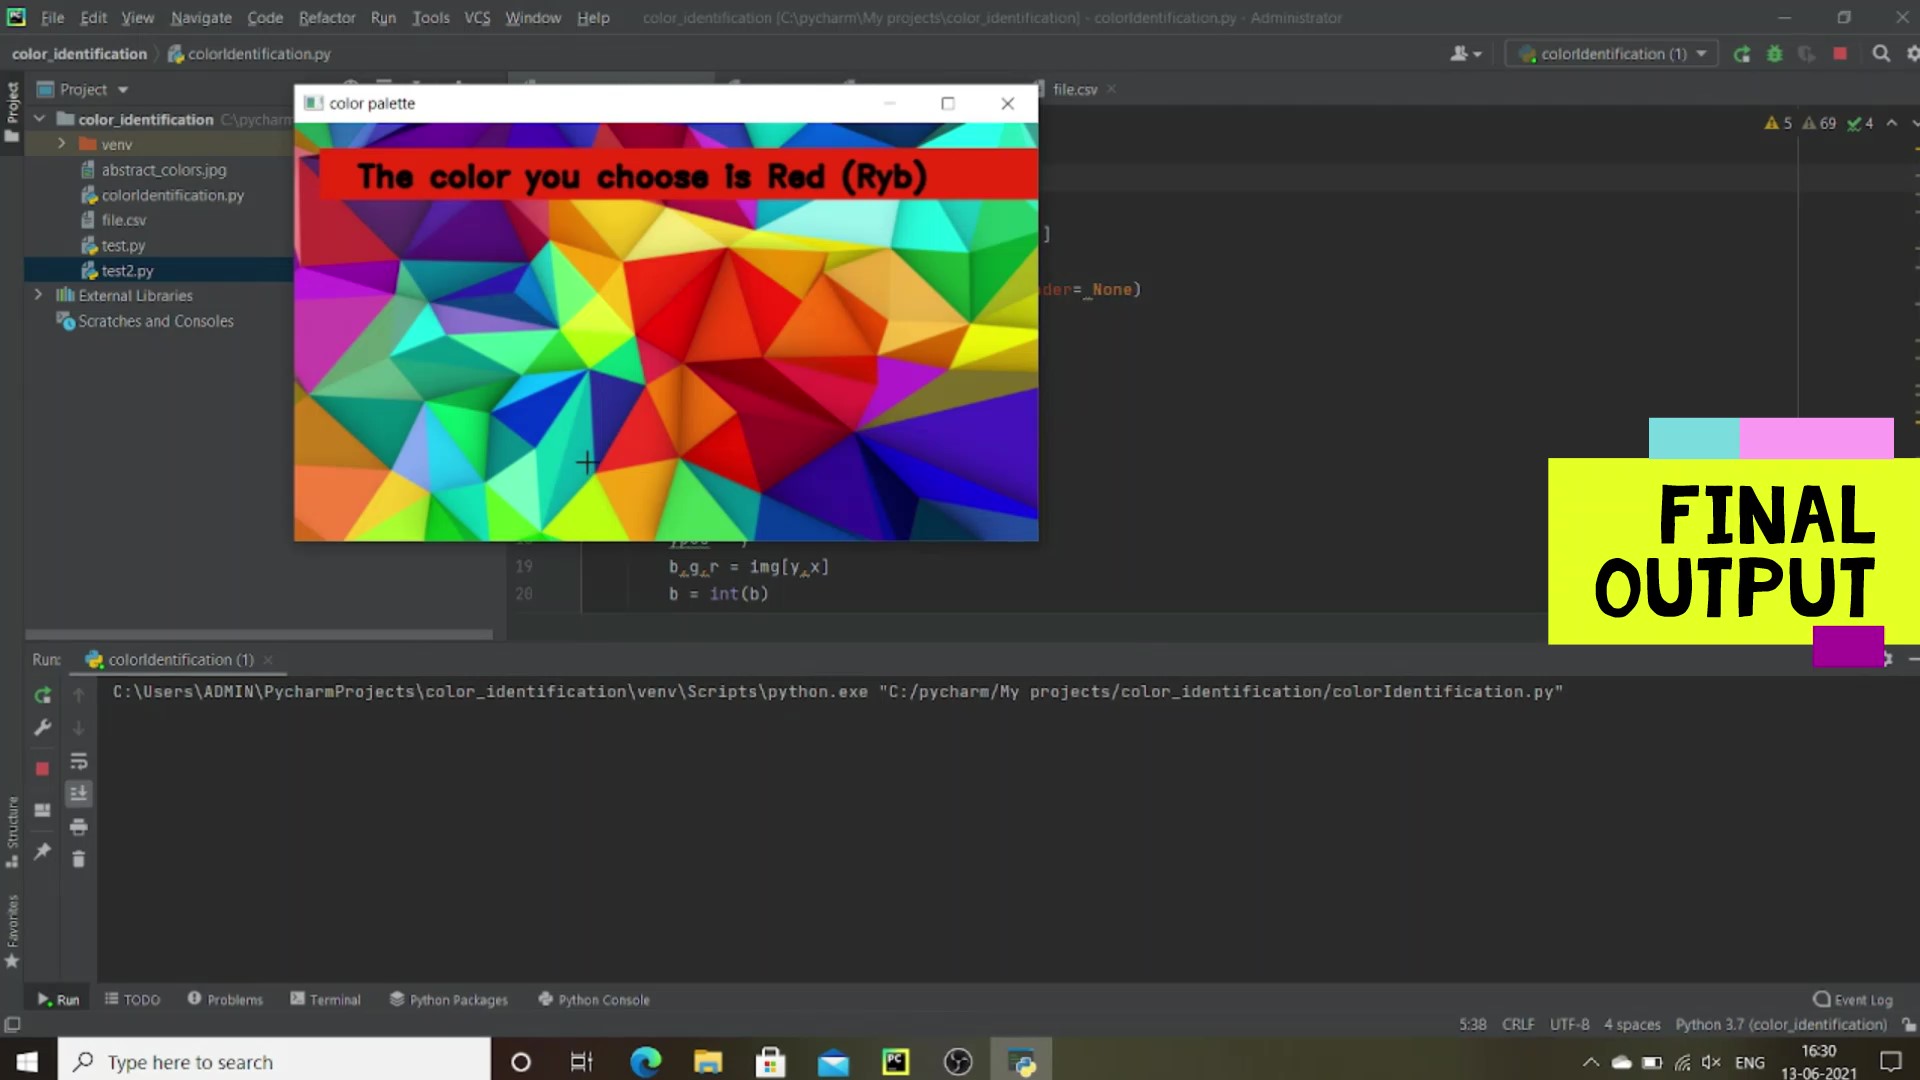 File Edit View Navigate Code Refactor Run Tools VCS Window Help color_identification [C:\pycharm\My projects\color_identification] - colorIdentification.py - Administrator
color_identification colorIdentification.py colorIdentification (1)
Project
file.csv
Project
color palette
color_identification C:\pycharm
5 69 4
venv
abstract_colors.jpg
The color you choose is Red (Ryb)
colorIdentification.py
file.csv
]
test.py
test2.py
der= None)
External Libraries
Scratches and Consoles
FINAL
OUTPUT
19 b,g,r = img[y,x]
20 b = int(b)
Run: colorIdentification (1)
C:\Users\ADMIN\PycharmProjects\color_identification\venv\Scripts\python.exe "C:/pycharm/My projects/color_identification/colorIdentification.py"
Structure
Favorites
Run TODO Problems Terminal Python Packages Python Console Event Log
5:38 CRLF UTF-8 4 spaces Python 3.7 (color_identification)
Type here to search
ENG
16:30
13-06-2021